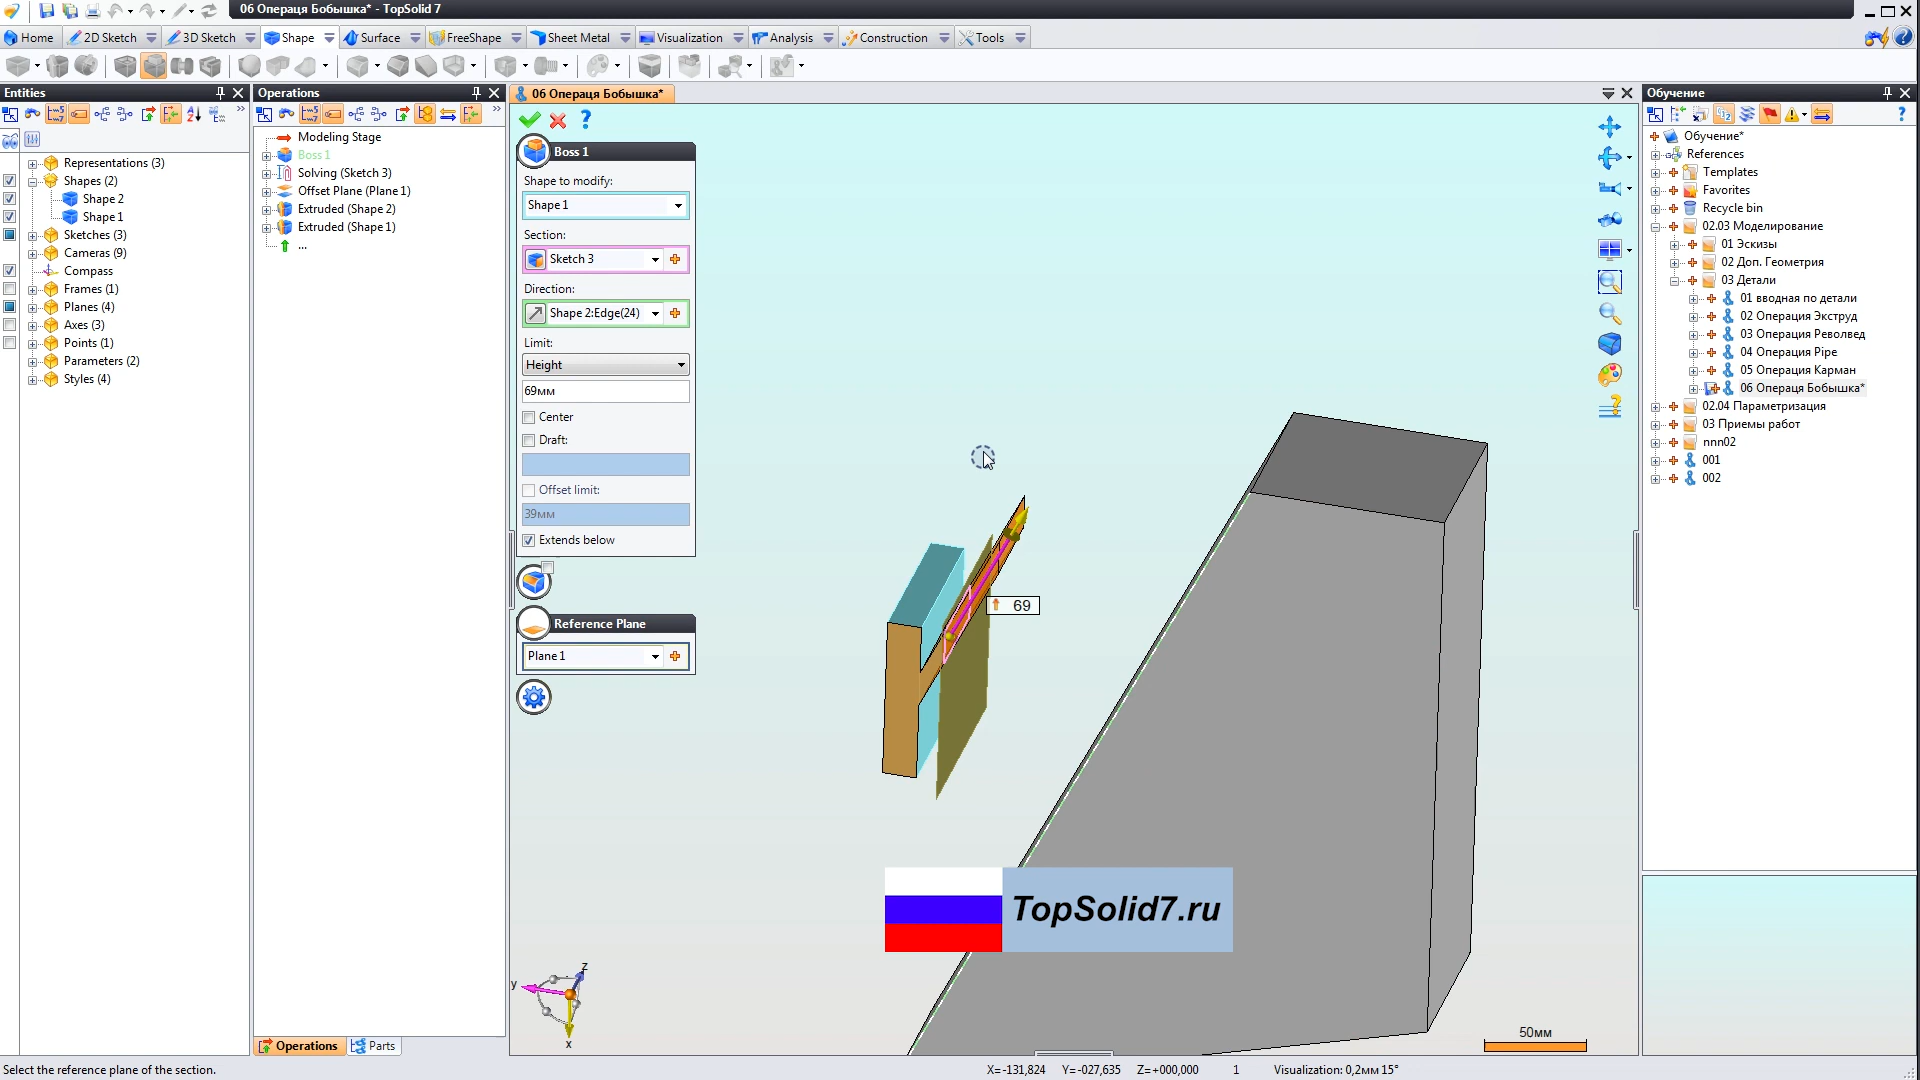 06 Операця Бобышка* - TopSolid 7
Home
2D Sketch
3D Sketch
Shape
Surface
FreeShape
Sheet Metal
Visualization
Analysis
Construction
Tools
Entities
Representations (3)
Shapes (2)
Shape 2
Shape 1
Sketches (3)
Cameras (9)
Compass
Frames (1)
Planes (4)
Axes (3)
Points (1)
Parameters (2)
Styles (4)
Operations
Modeling Stage
Boss 1
Solving (Sketch 3)
Offset Plane (Plane 1)
Extruded (Shape 2)
Extruded (Shape 1)
...
Operations
Parts
06 Операця Бобышка*
Boss 1
Shape to modify:
Shape 1
Section:
Sketch 3
Direction:
Shape 2:Edge(24)
Limit:
Height
69мм
Center
Draft:
Offset limit:
39мм
Extends below
Reference Plane
Plane 1
69
TopSolid7.ru
z
y
x
50мм
Обучение
Обучение*
References
Templates
Favorites
Recycle bin
02.03 Моделирование
01 Эскизы
02 Доп. Геометрия
03 Детали
01 вводная по детали
02 Операция Экструд
03 Операция Револвед
04 Операция Pipe
05 Операция Карман
06 Операця Бобышка*
02.04 Параметризация
03 Приемы работ
nnn02
001
002
Select the reference plane of the section.
X=-131,824 Y=-027,635 Z=+000,000 1 Visualization: 0,2мм 15°